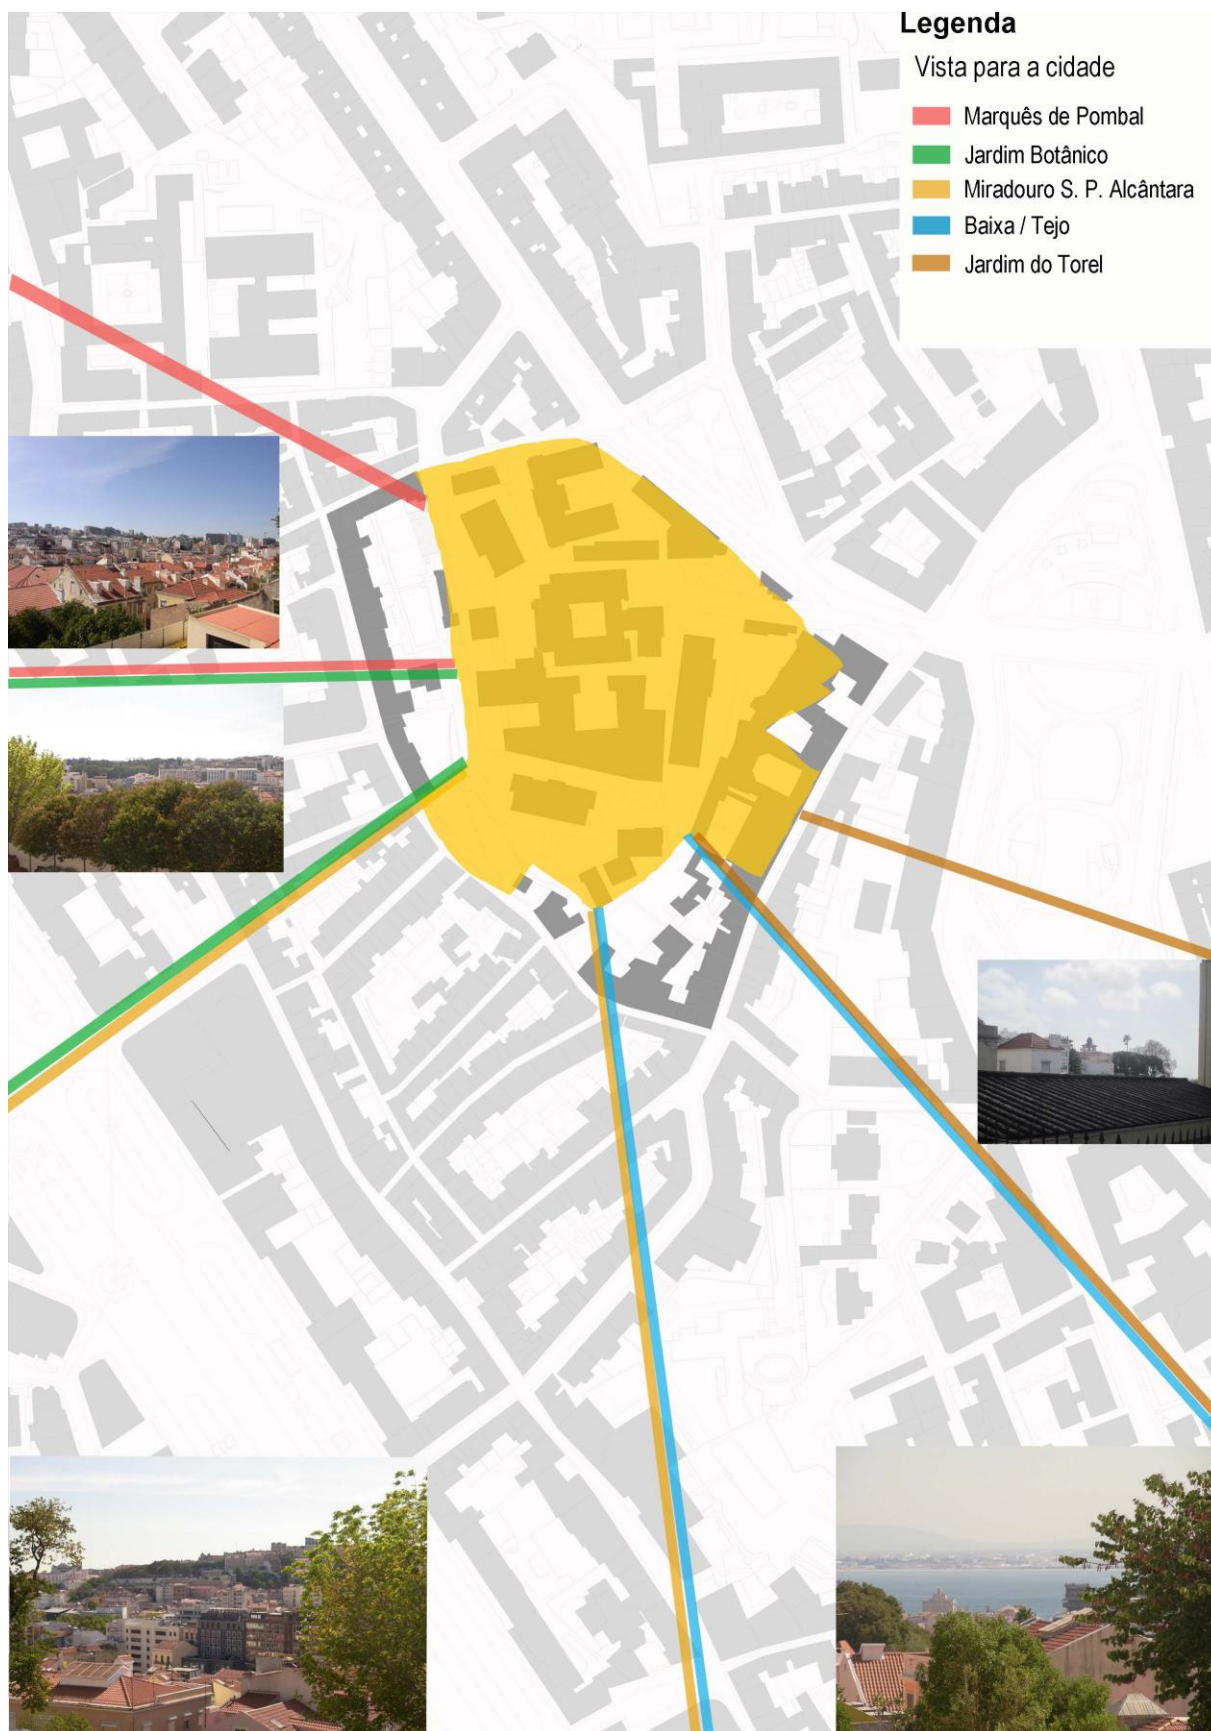 Legenda
Vista para a cidade
Marquês de Pombal
Jardim Botânico
Miradouro S. P. Alcântara
Baixa / Tejo
Jardim do Torel